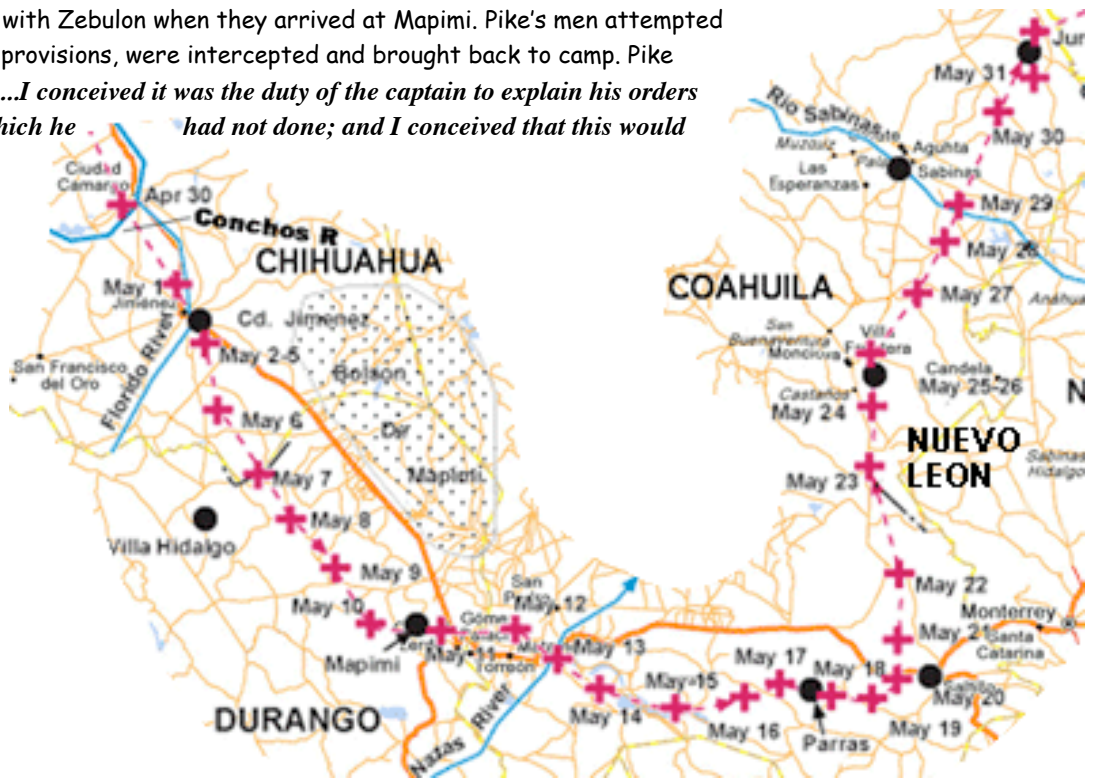 with Zebulon when they arrived at Mapimi. Pike's men attempted
provisions, were intercepted and brought back to camp. Pike
...I conceived it was the duty of the captain to explain his orders
hich he had not done; and I conceived that this would
Ciudad
Camargo
Apr 30
Conchos R
CHIHUAHUA
May 1
Jimenez
Cd. Jimenez
May 2-5
San Francisco
del Oro
Florido River
Bolson
May 6
May 7
May 8
Villa Hidalgo
May 9
May 10
Mapimi
May 11
San
May 12
Torreon
May 13
DURANGO
Nazas River
May 14
May 15
May 16
May 17
May 18
Parras
May 19
May 20
May 21
Monterrey
Santa
Catarina
May 22
May 23
NUEVO
LEON
Sabinas
Hidalgo
May 24
Castaños
Candela
May 25-26
Villa
Monclova
San
Buenaventura
COAHUILA
May 27
May 28
May 29
Rio Sabinas
Muzquiz
Las
Esperanzas
Agujita
Sabinas
May 30
May 31
Jur
N